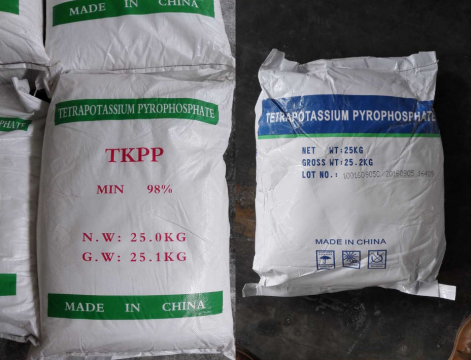 MADE IN CHINA
PHATE
TETRAPOTASSIUM PYROPHOSPHATE
TKPP
MIN 98%
N.W: 25.0KG
G.W: 25.1KG
MADE IN CHINA
TETRAPOTASSIUM PYROPHOSPHATE
NET WT:25KG
GROSS WT:25.2KG
LOT NO.:
MADE IN CHINA